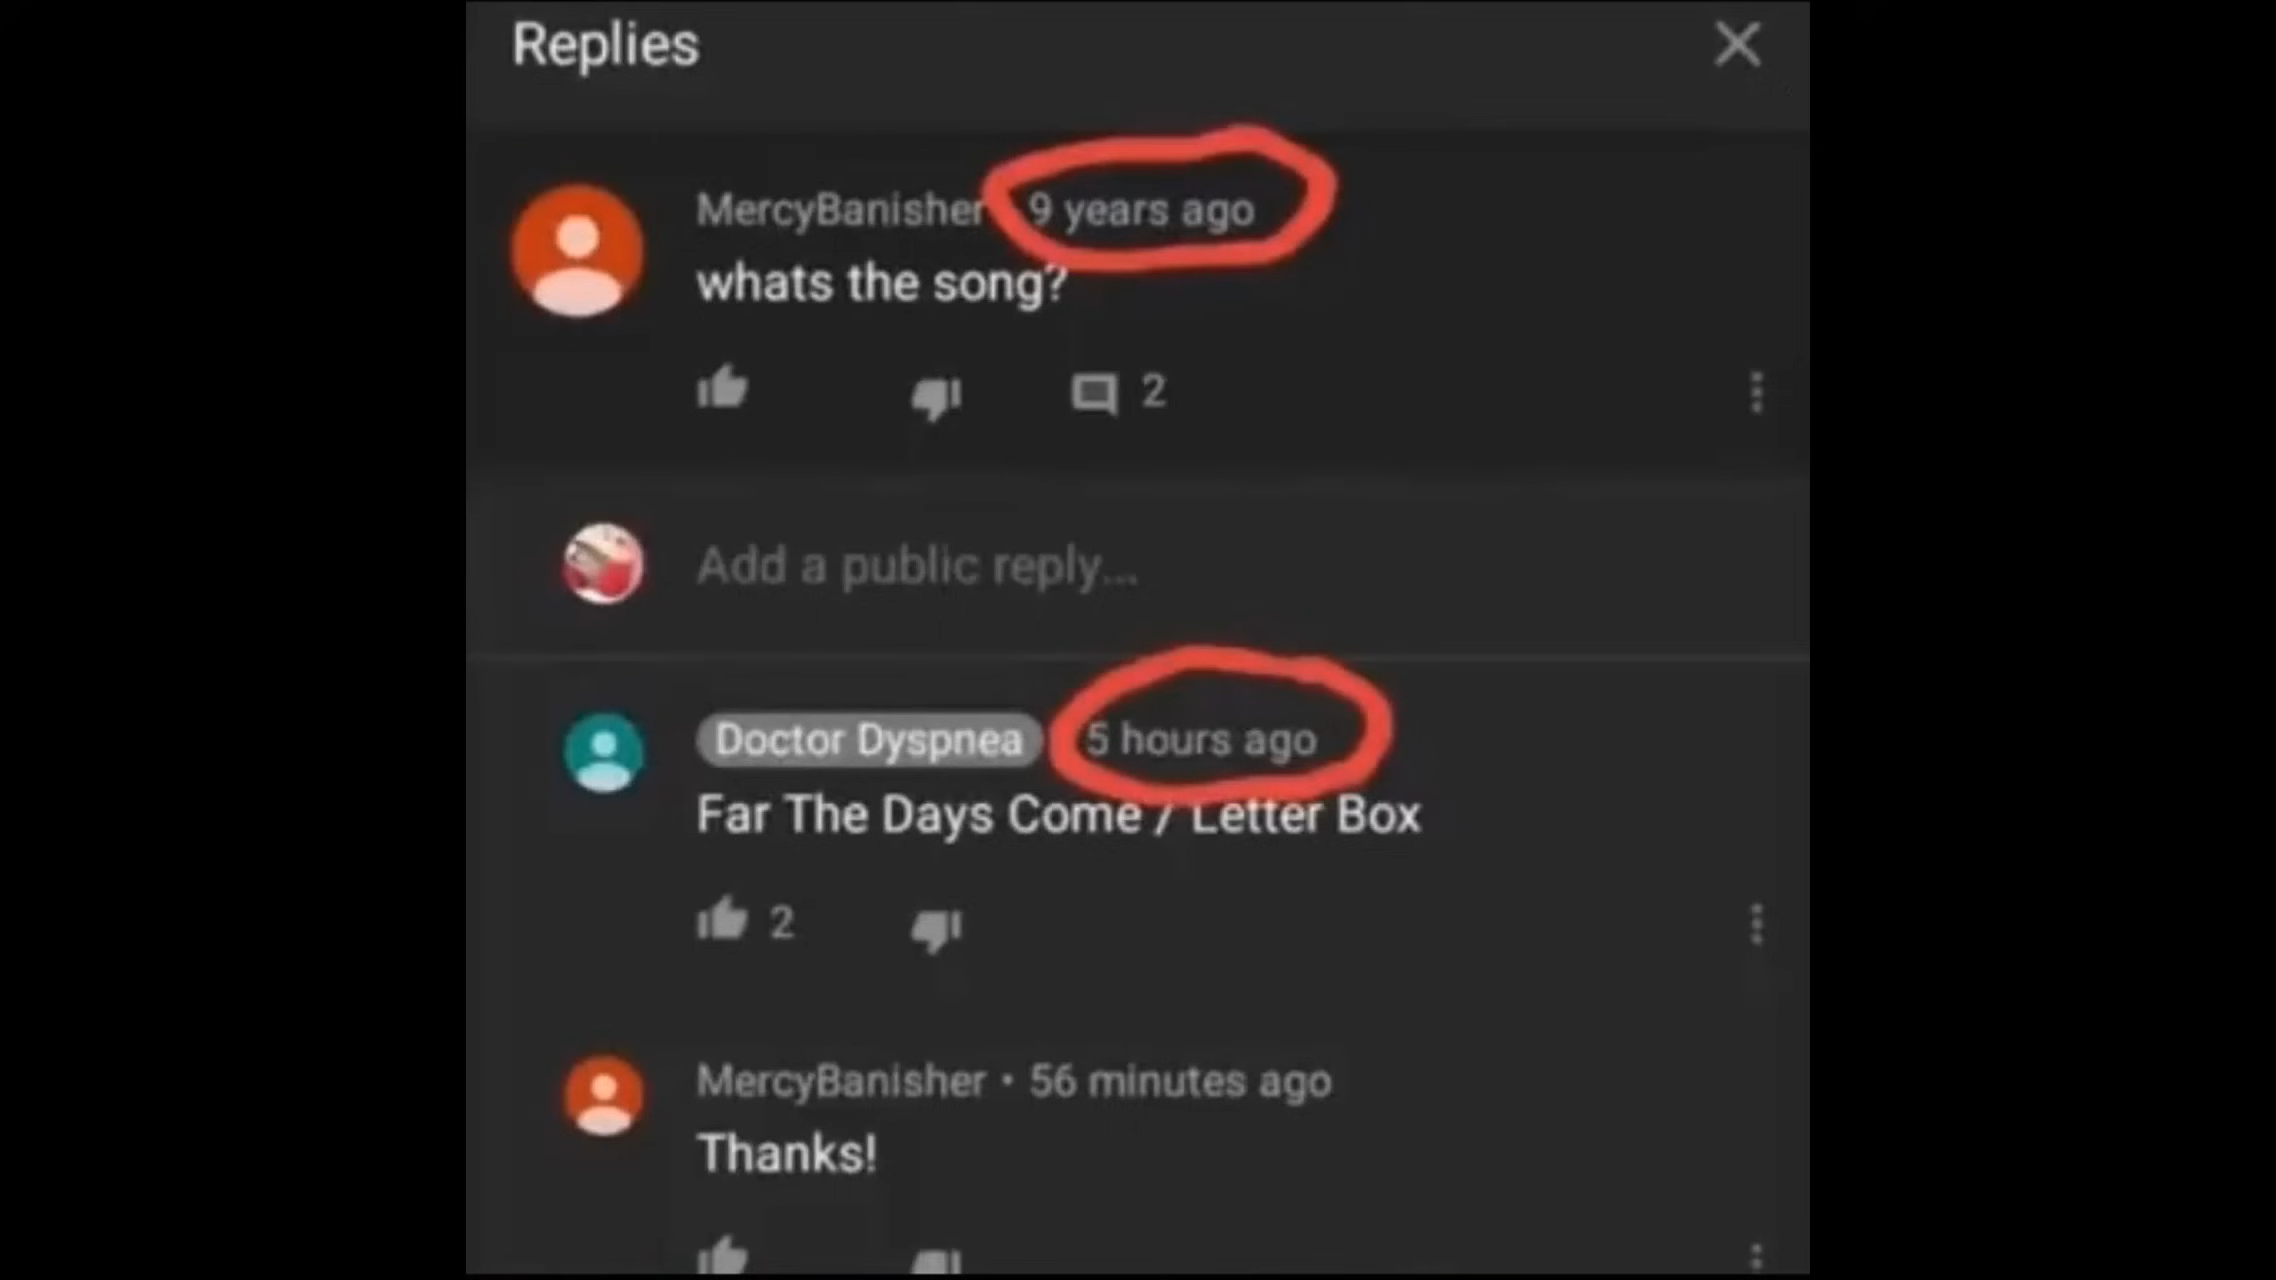 Replies
MercyBanisher 9 years ago
whats the song?
2
Add a public reply...
Doctor Dyspnea 5 hours ago
Far The Days Come / Letter Box
2
MercyBanisher • 56 minutes ago
Thanks!